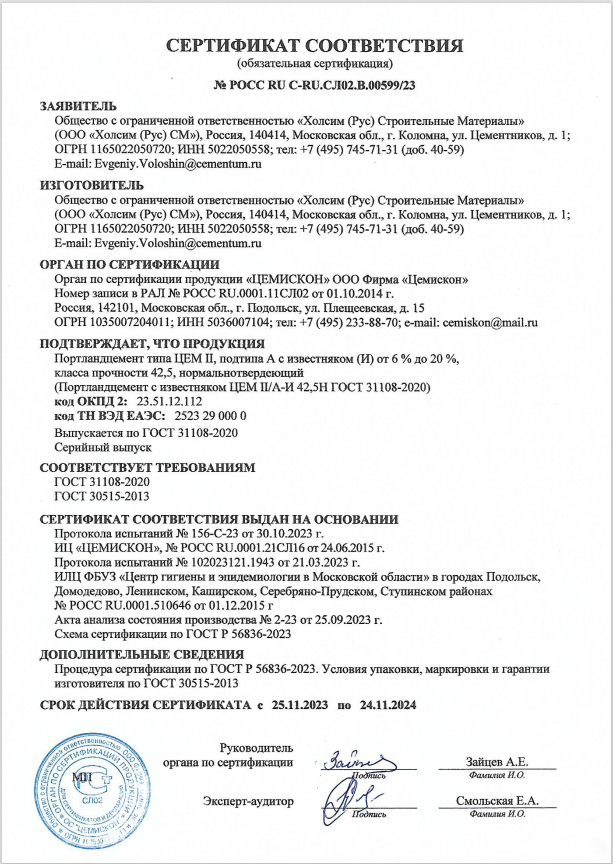 СЕРТИФИКАТ СООТВЕТСТВИЯ
(обязательная сертификация)
№ РОСС RU С-RU.СЛ02.В.00599/23
ЗАЯВИТЕЛЬ
Общество с ограниченной ответственностью «Холсим (Рус) Строительные Материалы»
(ООО «Холсим (Рус) СМ»), Россия, 140414, Московская обл., г. Коломна, ул. Цементников, д. 1;
ОГРН 1165022050720; ИНН 5022050558; тел: +7 (495) 745-71-31 (доб. 40-59)
E-mail: Evgeniy.Voloshin@cementum.ru
ИЗГОТОВИТЕЛЬ
Общество с ограниченной ответственностью «Холсим (Рус) Строительные Материалы»
(ООО «Холсим (Рус) СМ»), Россия, 140414, Московская обл., г. Коломна, ул. Цементников, д. 1;
ОГРН 1165022050720; ИНН 5022050558; тел: +7 (495) 745-71-31 (доб. 40-59)
E-mail: Evgeniy.Voloshin@cementum.ru
ОРГАН ПО СЕРТИФИКАЦИИ
Орган по сертификации продукции «ЦЕМИСКОН» ООО Фирма «Цемискон»
Номер записи в РАЛ № РОСС RU.0001.11СЛ02 от 01.10.2014 г.
Россия, 142101, Московская обл., г. Подольск, ул. Плещеевская, д. 15
ОГРН 1035007204011; ИНН 5036007104; тел: +7 (495) 233-88-70; e-mail: cemiskon@mail.ru
ПОДТВЕРЖДАЕТ, ЧТО ПРОДУКЦИЯ
Портландцемент типа ЦЕМ II, подтипа А с известняком (И) от 6 % до 20 %,
класса прочности 42,5, нормальнотвердеющий
(Портландцемент с известняком ЦЕМ II/А-И 42,5Н ГОСТ 31108-2020)
код ОКПД 2: 23.51.12.112
код ТН ВЭД ЕАЭС: 2523 29 000 0
Выпускается по ГОСТ 31108-2020
Серийный выпуск
СООТВЕТСТВУЕТ ТРЕБОВАНИЯМ
ГОСТ 31108-2020
ГОСТ 30515-2013
СЕРТИФИКАТ СООТВЕТСТВИЯ ВЫДАН НА ОСНОВАНИИ
Протокола испытаний № 156-С-23 от 30.10.2023 г.
ИЦ «ЦЕМИСКОН», № РОСС RU.0001.21СЛ16 от 24.06.2015 г.
Протокола испытаний № 102023121.1943 от 21.03.2023 г.
ИЛЦ ФБУЗ «Центр гигиены и эпидемиологии в Московской области» в городах Подольск,
Домодедово, Ленинском, Каширском, Серебряно-Прудском, Ступинском районах
№ РОСС RU.0001.510646 от 01.12.2015 г
Акта анализа состояния производства № 2-23 от 25.09.2023 г.
Схема сертификации по ГОСТ Р 56836-2023
ДОПОЛНИТЕЛЬНЫЕ СВЕДЕНИЯ
Процедура сертификации по ГОСТ Р 56836-2023. Условия упаковки, маркировки и гарантии
изготовителя по ГОСТ 30515-2013
СРОК ДЕЙСТВИЯ СЕРТИФИКАТА с 25.11.2023 по 24.11.2024
Руководитель
органа по сертификации
Зайцев А.Е.
Подпись
Фамилия И.О.
МП
СЛ02
Эксперт-аудитор
Смольская Е.А.
Подпись
Фамилия И.О.